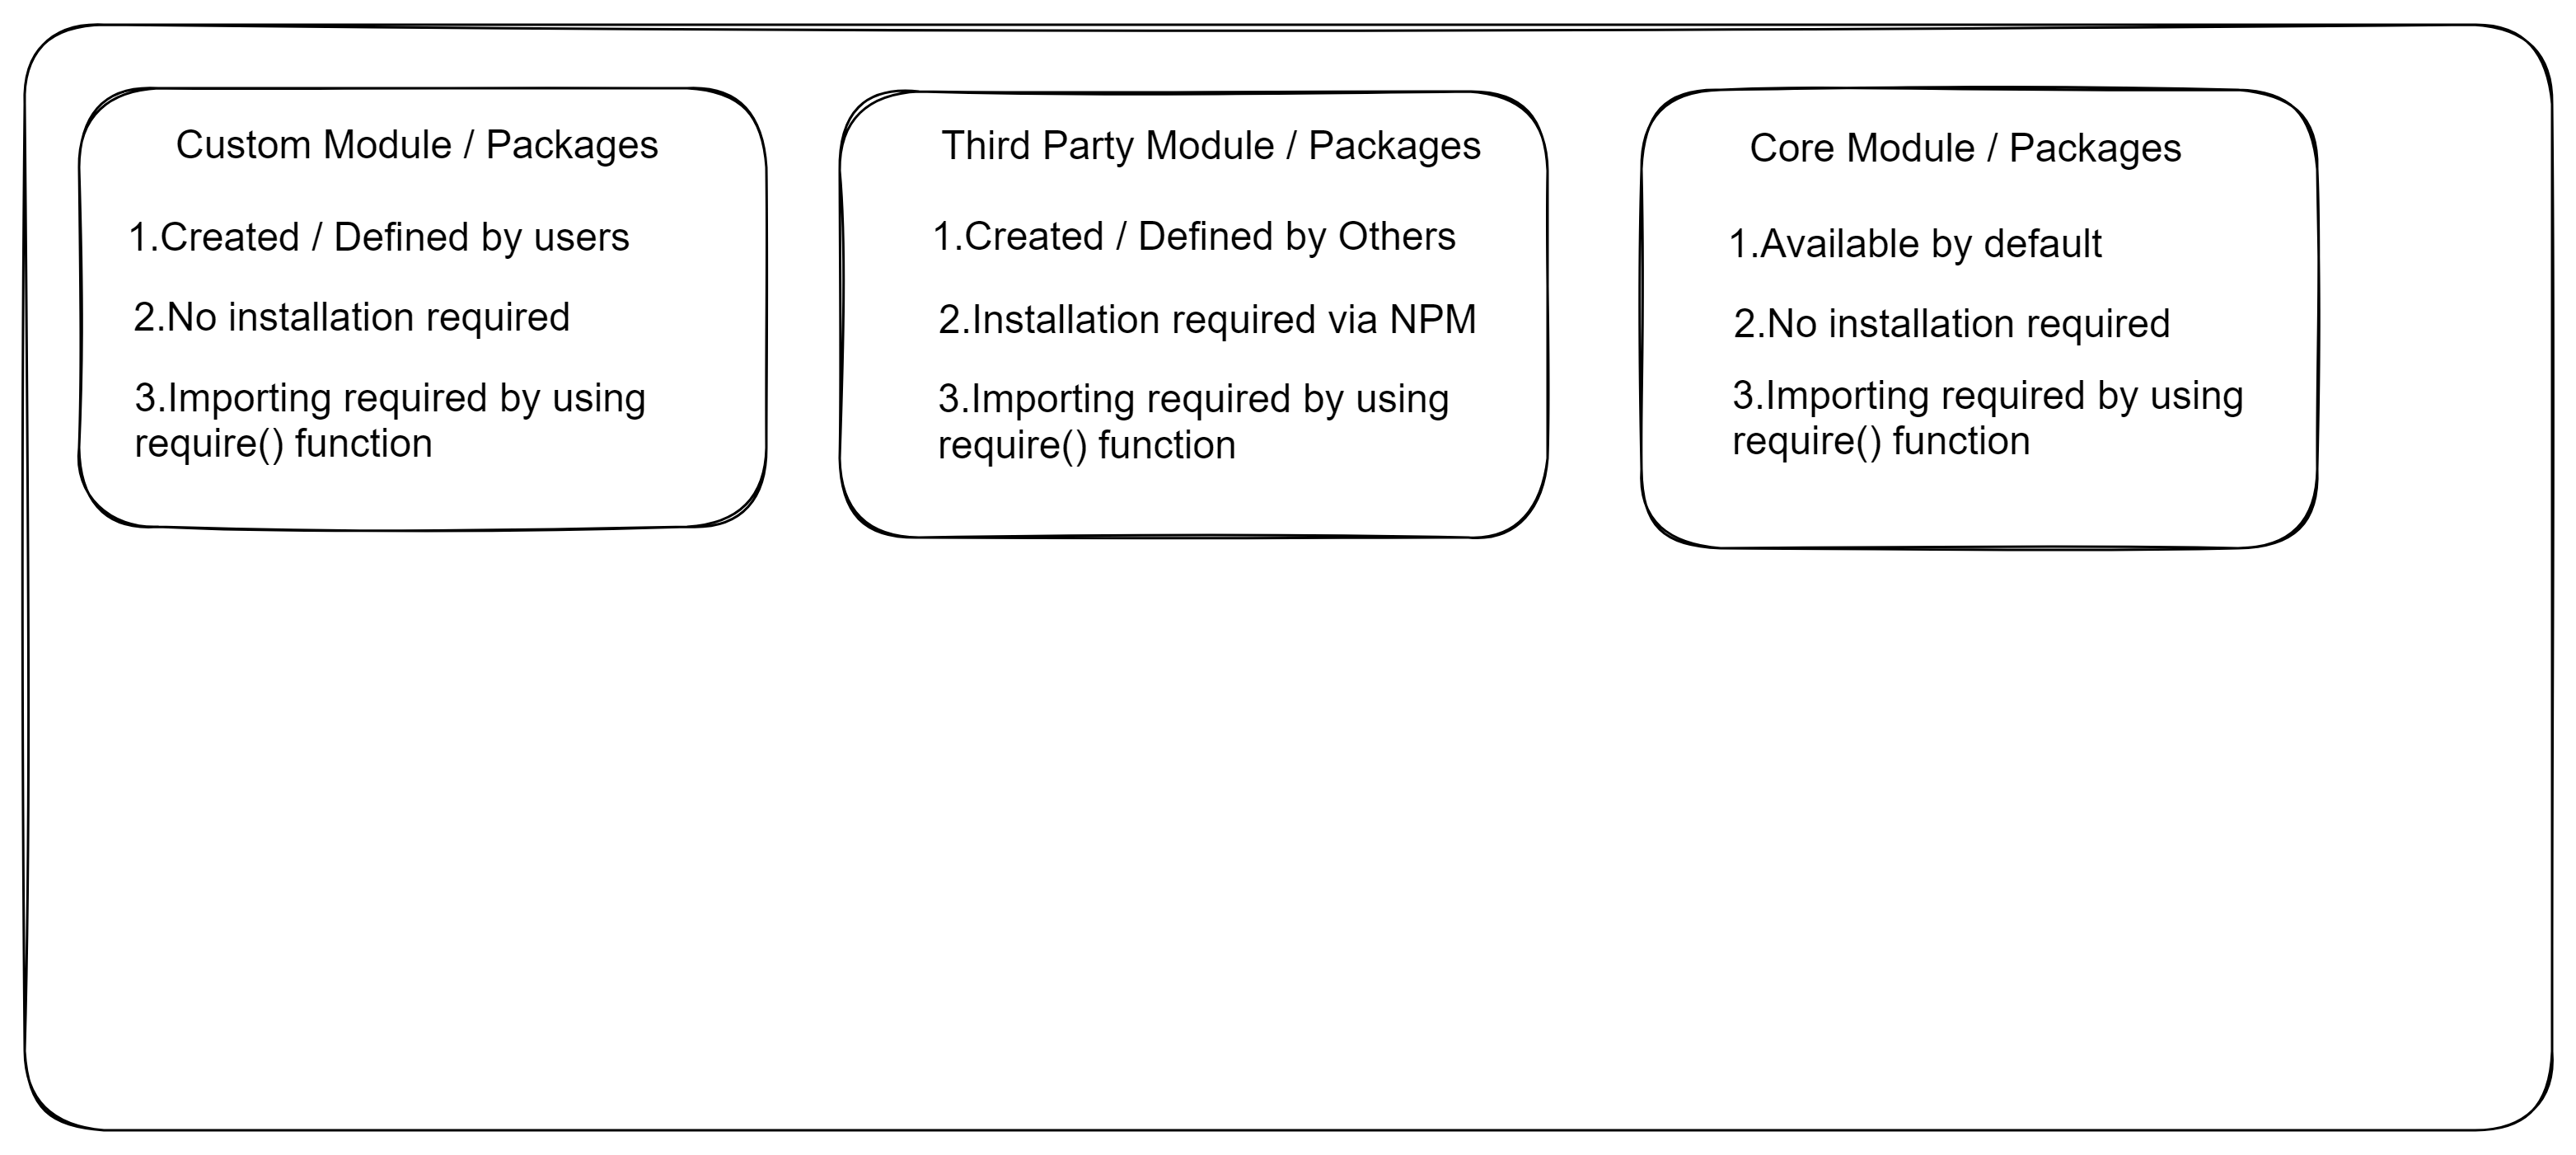 Custom Module / Packages
1.Created / Defined by users
2.No installation required
3.Importing required by using
require() function
Third Party Module / Packages
1.Created / Defined by Others
2.Installation required via NPM
3.Importing required by using
require() function
Core Module / Packages
1.Available by default
2.No installation required
3.Importing required by using
require() function